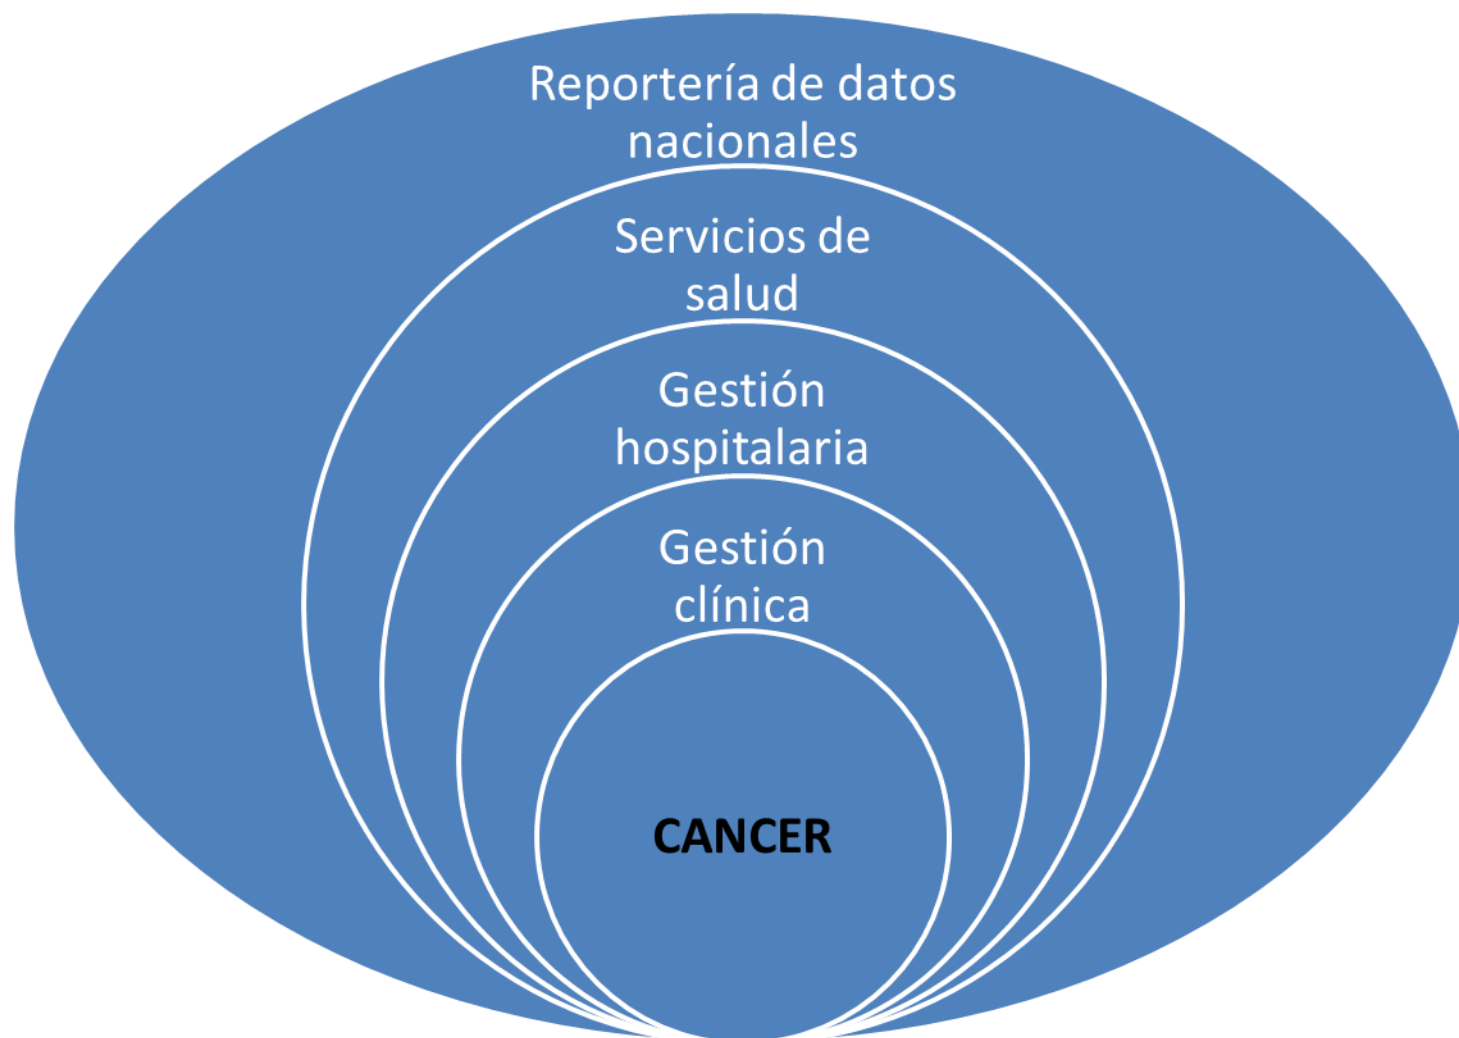 Reportería de datos
nacionales
Servicios de
salud
Gestión
hospitalaria
Gestión
clínica
CANCER